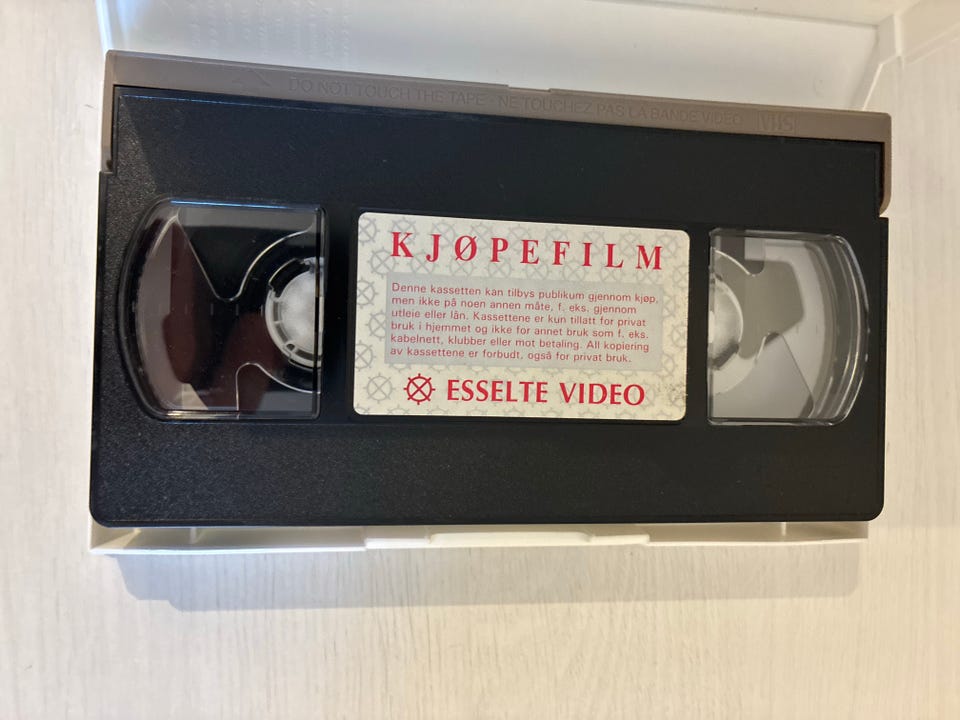 DO NOT TOUCH THE TAPE - NE TOUCHEZ PAS LA BANDE VIDEO VHS
KJØPEFILM
Denne kassetten kan tilbys publikum gjennom kjøp,
men ikke på noen annen måte, f. eks. gjennom
utleie eller lån. Kassettene er kun tillatt for privat
bruk i hjemmet og ikke for annet bruk som f. eks.
kabelnett, klubber eller mot betaling. All kopiering
av kassettene er forbudt, også for privat bruk.
ESSELTE VIDEO